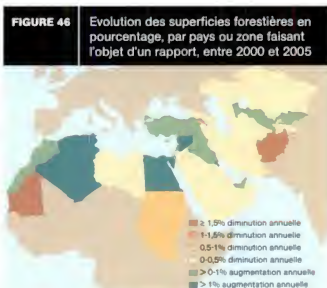 FIGURE 46
Evolution des superficies forestières en
pourcentage, par pays ou zone faisant
l'objet d'un rapport, entre 2000 et 2005
≥ 1,5% diminution annuelle
1-1,5% diminution annuelle
0,5-1% diminution annuelle
0-0,5% diminution annuelle
> 0-1% augmentation annuelle
> 1% augmentation annuelle